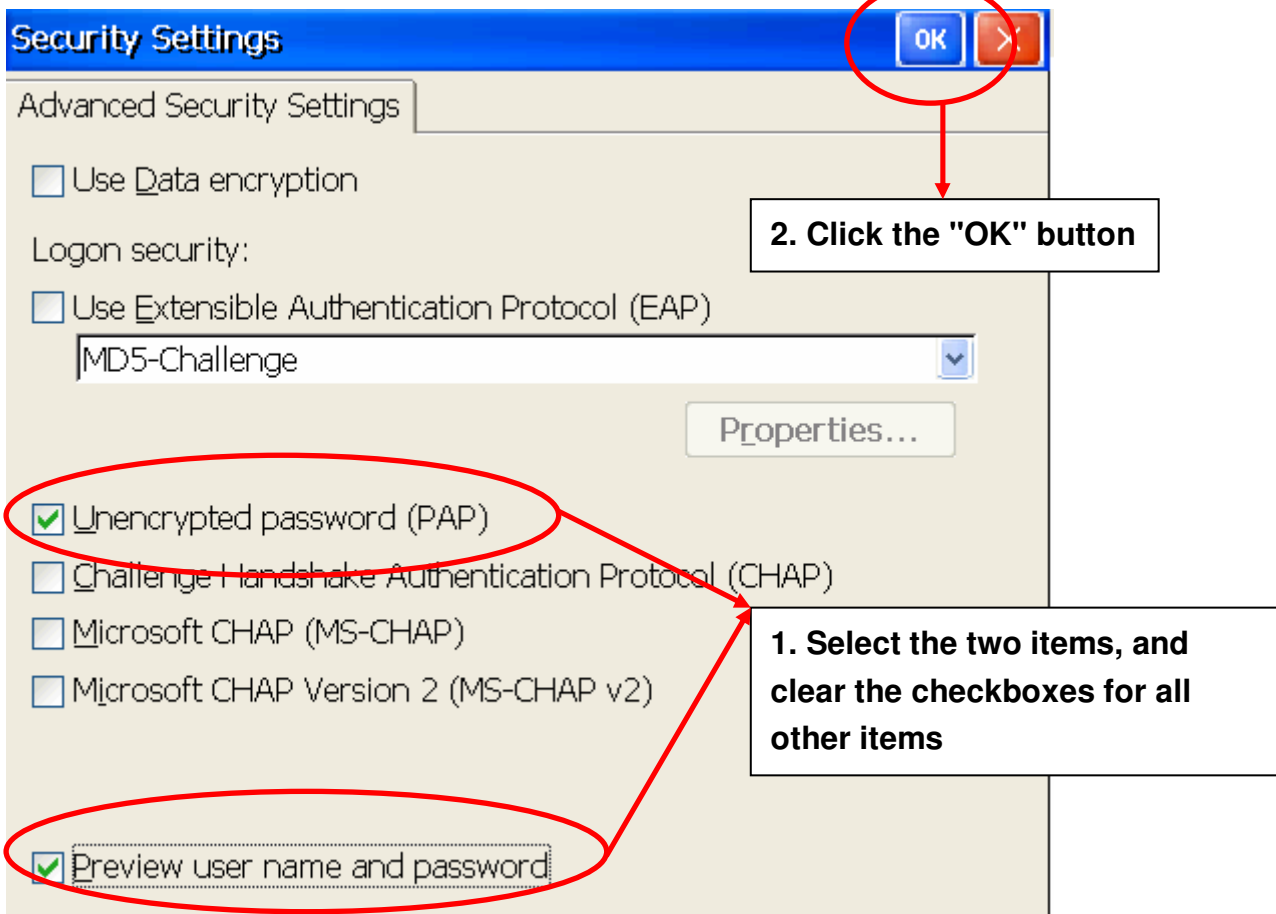 Security Settings
OK
Advanced Security Settings
Use Data encryption
2. Click the "OK" button
Logon security:
Use Extensible Authentication Protocol (EAP)
MD5-Challenge
Properties...
Unencrypted password (PAP)
Challenge Handshake Authentication Protocol (CHAP)
Microsoft CHAP (MS-CHAP)
Microsoft CHAP Version 2 (MS-CHAP v2)
1. Select the two items, and
clear the checkboxes for all
other items
Preview user name and password